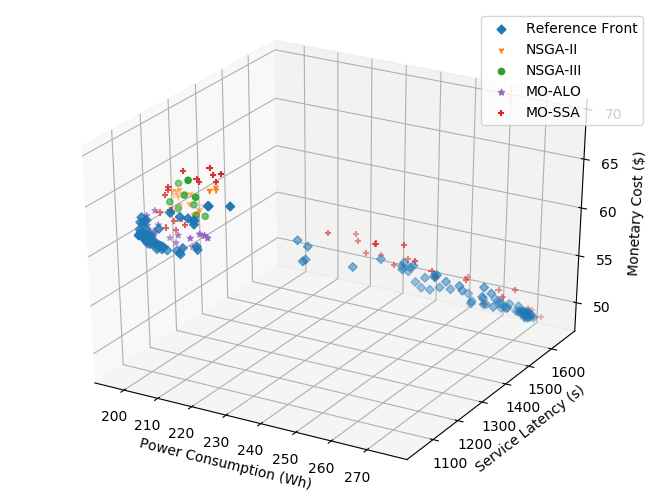 Reference Front
NSGA-II
NSGA-III
MO-ALO
MO-SSA
70
65
60
55
50
Monetary Cost ($)
200
210
220
230
240
250
260
270
Power Consumption (Wh)
1100
1200
1300
1400
1500
1600
Service Latency (s)